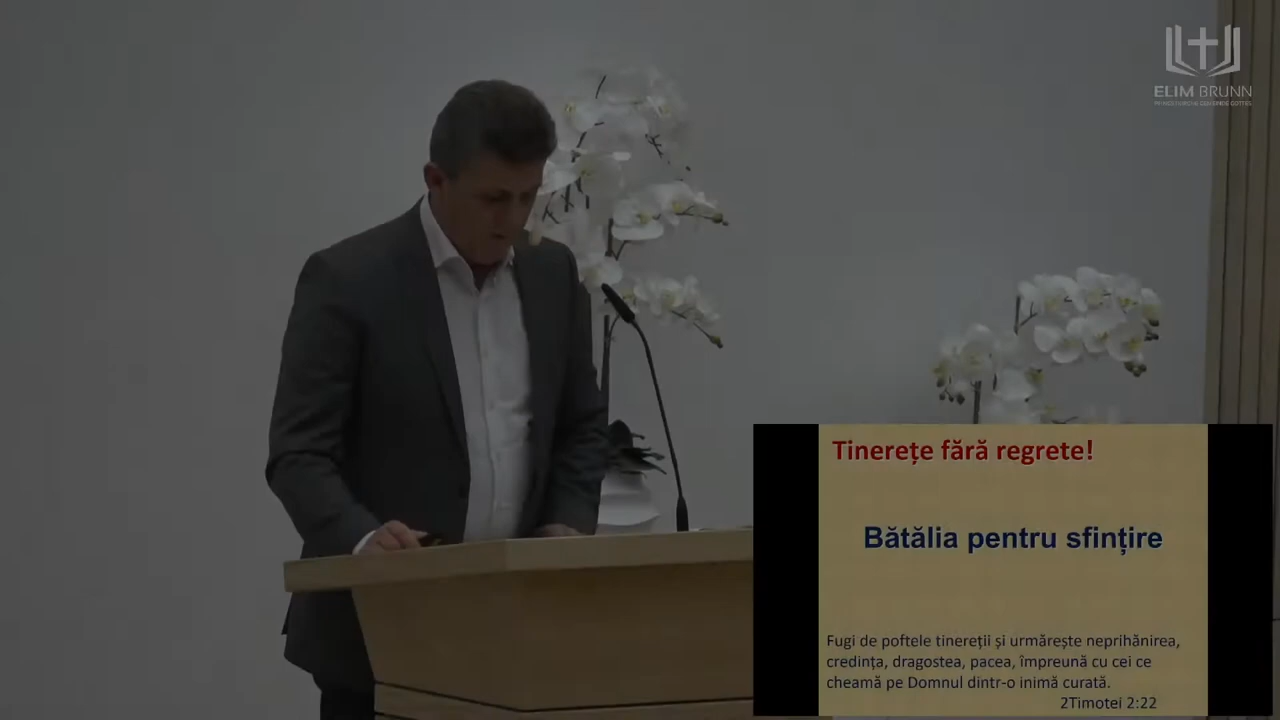 ELIM BRUNN
Tinerețe fără regrete!
Bătălia pentru sfințire
Fugi de poftele tinereții și urmărește neprihănirea,
credința, dragostea, pacea, împreună cu cei ce
cheamă pe Domnul dintr-o inimă curată.
2Timotei 2:22